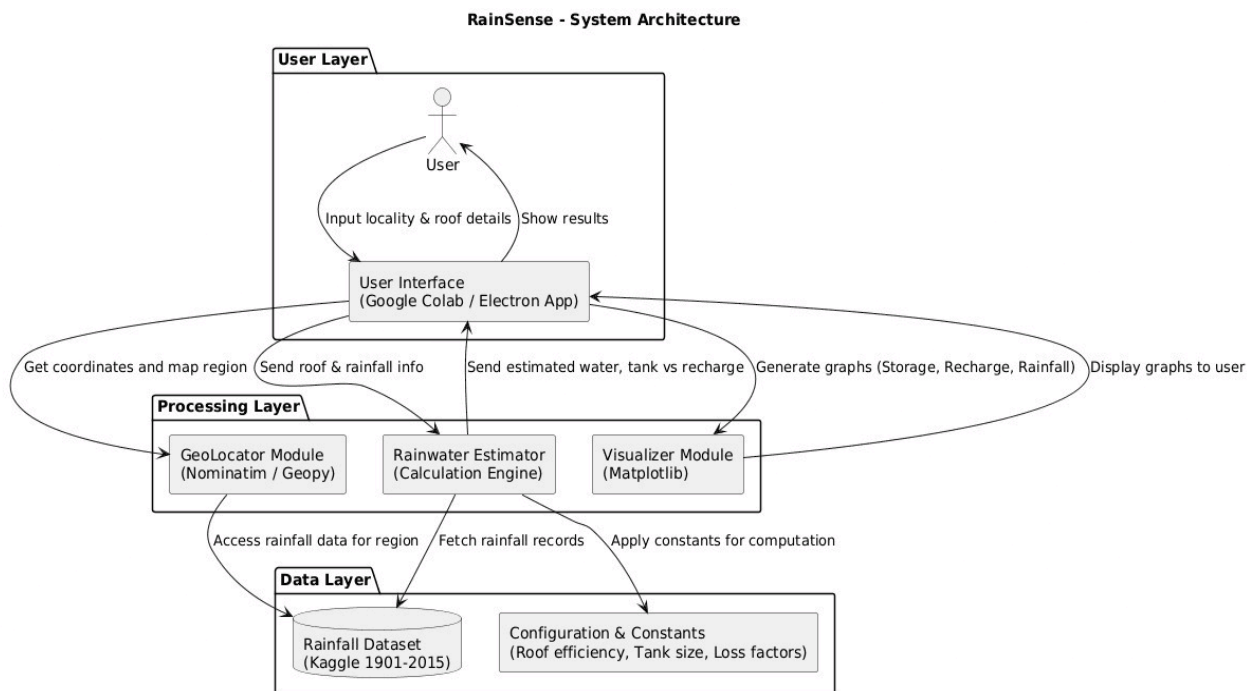 RainSense - System Architecture
User Layer
User
Input locality & roof details
Show results
User Interface
(Google Colab / Electron App)
Get coordinates and map region
Send roof & rainfall info
Send estimated water, tank vs recharge
Generate graphs (Storage, Recharge, Rainfall)
Display graphs to user
Processing Layer
GeoLocator Module
(Nominatim / Geopy)
Rainwater Estimator
(Calculation Engine)
Visualizer Module
(Matplotlib)
Access rainfall data for region
Fetch rainfall records
Apply constants for computation
Data Layer
Rainfall Dataset
(Kaggle 1901-2015)
Configuration & Constants
(Roof efficiency, Tank size, Loss factors)